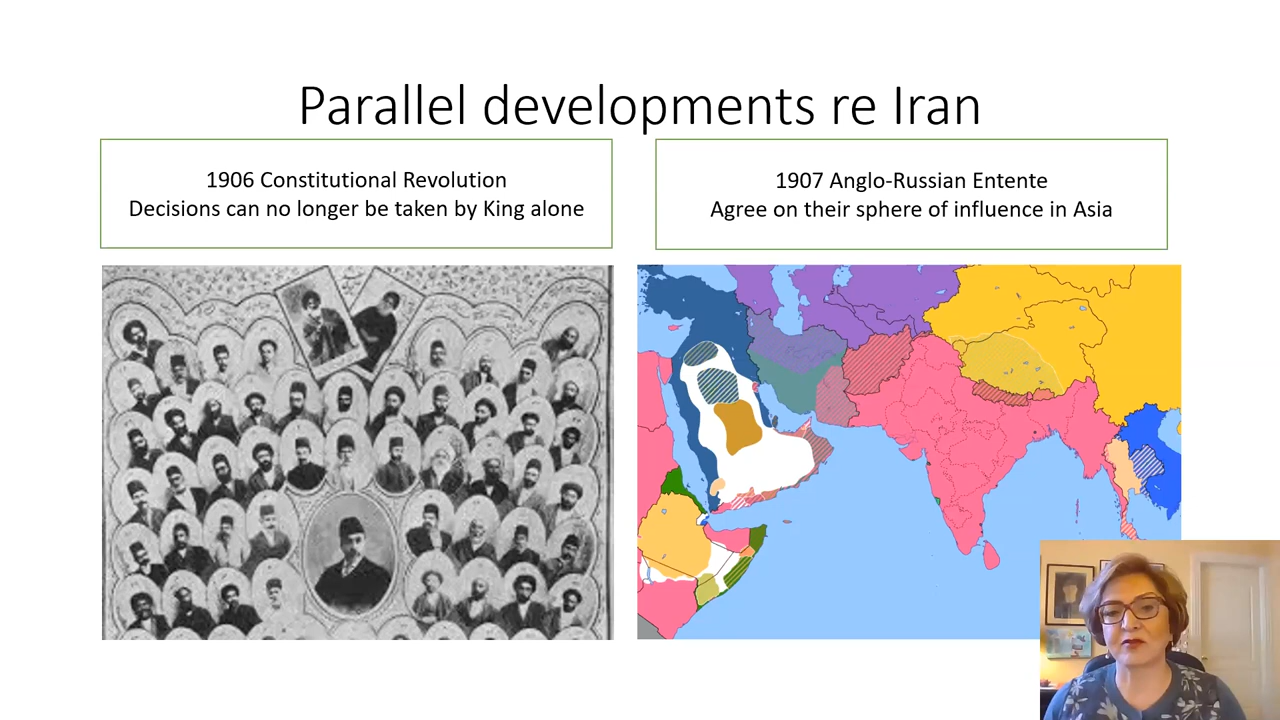 Parallel developments re Iran
1906 Constitutional Revolution
Decisions can no longer be taken by King alone
1907 Anglo-Russian Entente
Agree on their sphere of influence in Asia